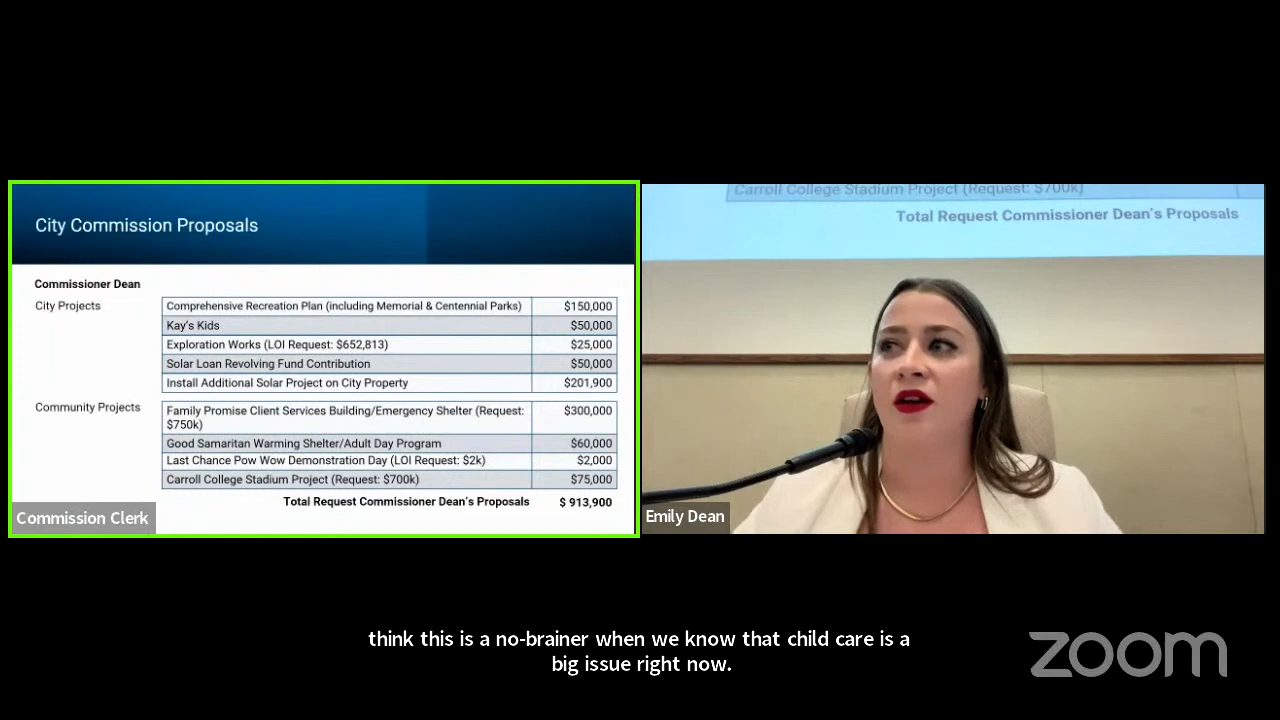 City Commission Proposals
Commissioner Dean
City Projects
Comprehensive Recreation Plan (including Memorial & Centennial Parks) $150,000
Kay's Kids $50,000
Exploration Works (LOI Request: $652,813) $25,000
Solar Loan Revolving Fund Contribution $50,000
Install Additional Solar Project on City Property $201,900
Community Projects
Family Promise Client Services Building/Emergency Shelter (Request: $300,000
$750k)
Good Samaritan Warming Shelter/Adult Day Program $60,000
Last Chance Pow Wow Demonstration Day (LOI Request: $2k) $2,000
Carroll College Stadium Project (Request: $700k) $75,000
Total Request Commissioner Dean's Proposals $ 913,900
Commission Clerk
Carroll College Stadium Project (Request: $700k)
Total Request Commissioner Dean's Proposals
Emily Dean
think this is a no-brainer when we know that child care is a
big issue right now.
zoom